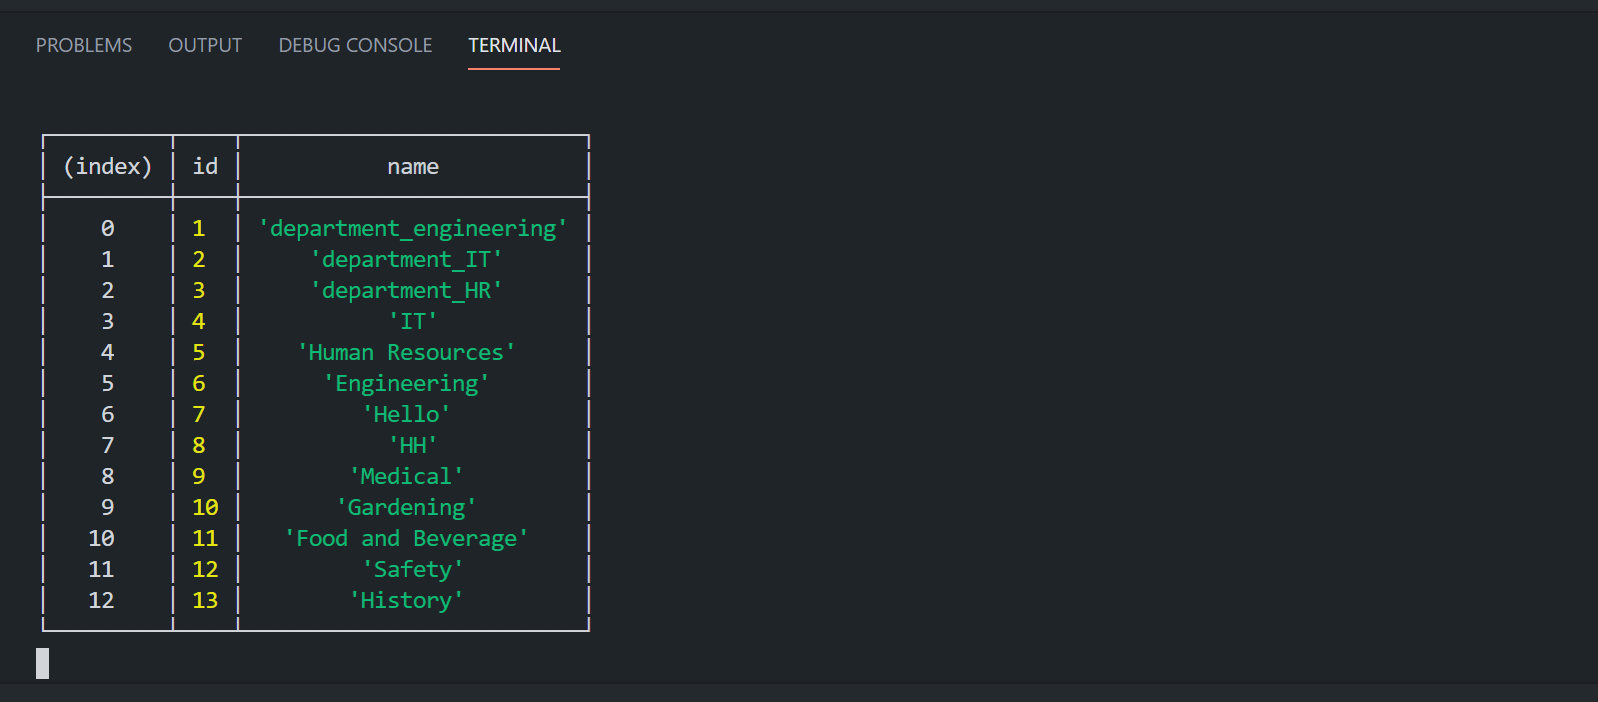 PROBLEMS OUTPUT DEBUG CONSOLE TERMINAL
(index) id name
0 1 'department_engineering'
1 2 'department_IT'
2 3 'department_HR'
3 4 'IT'
4 5 'Human Resources'
5 6 'Engineering'
6 7 'Hello'
7 8 'HH'
8 9 'Medical'
9 10 'Gardening'
10 11 'Food and Beverage'
11 12 'Safety'
12 13 'History'